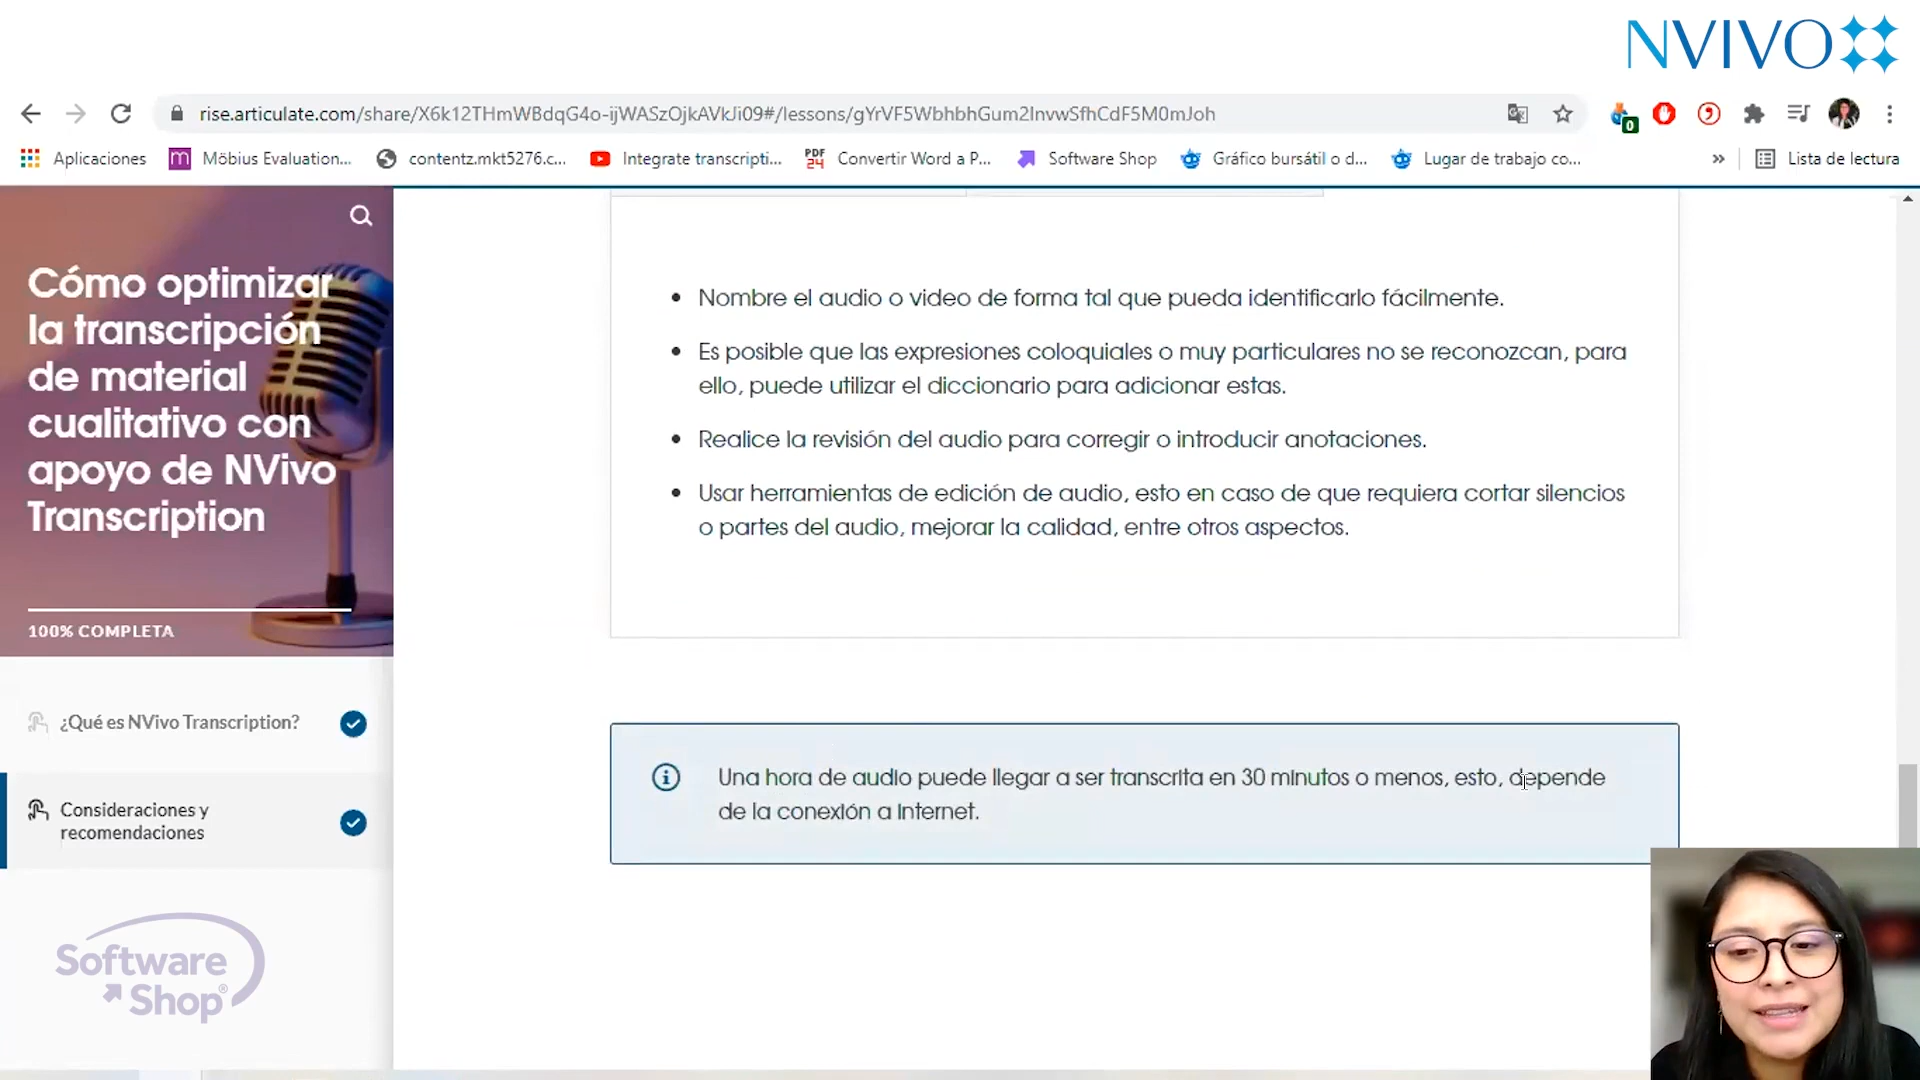 NVIVO
rise.articulate.com/share/X6k12THmWBdqG4o-ijWASzOjkAVkJi09#/lessons/gYrVF5WbhbhGum2InvwSfhCdF5M0mJoh
0
Aplicaciones
Möbius Evaluation...
contentz.mkt5276.c...
Integrate transcripti...
PDF
24
Convertir Word a P...
Software Shop
Gráfico bursátil o d...
Lugar de trabajo co...
»
Lista de lectura
Cómo optimizar
la transcripción
de material
cualitativo con
apoyo de NVivo
Transcription
100% COMPLETA
¿Qué es NVivo Transcription?
Consideraciones y
recomendaciones
Software
Shop®
• Nombre el audio o video de forma tal que pueda identificarlo fácilmente.
• Es posible que las expresiones coloquiales o muy particulares no se reconozcan, para
ello, puede utilizar el diccionario para adicionar estas.
• Realice la revisión del audio para corregir o introducir anotaciones.
• Usar herramientas de edición de audio, esto en caso de que requiera cortar silencios
o partes del audio, mejorar la calidad, entre otros aspectos.
Una hora de audio puede llegar a ser transcrita en 30 minutos o menos, esto, depende
de la conexión a internet.